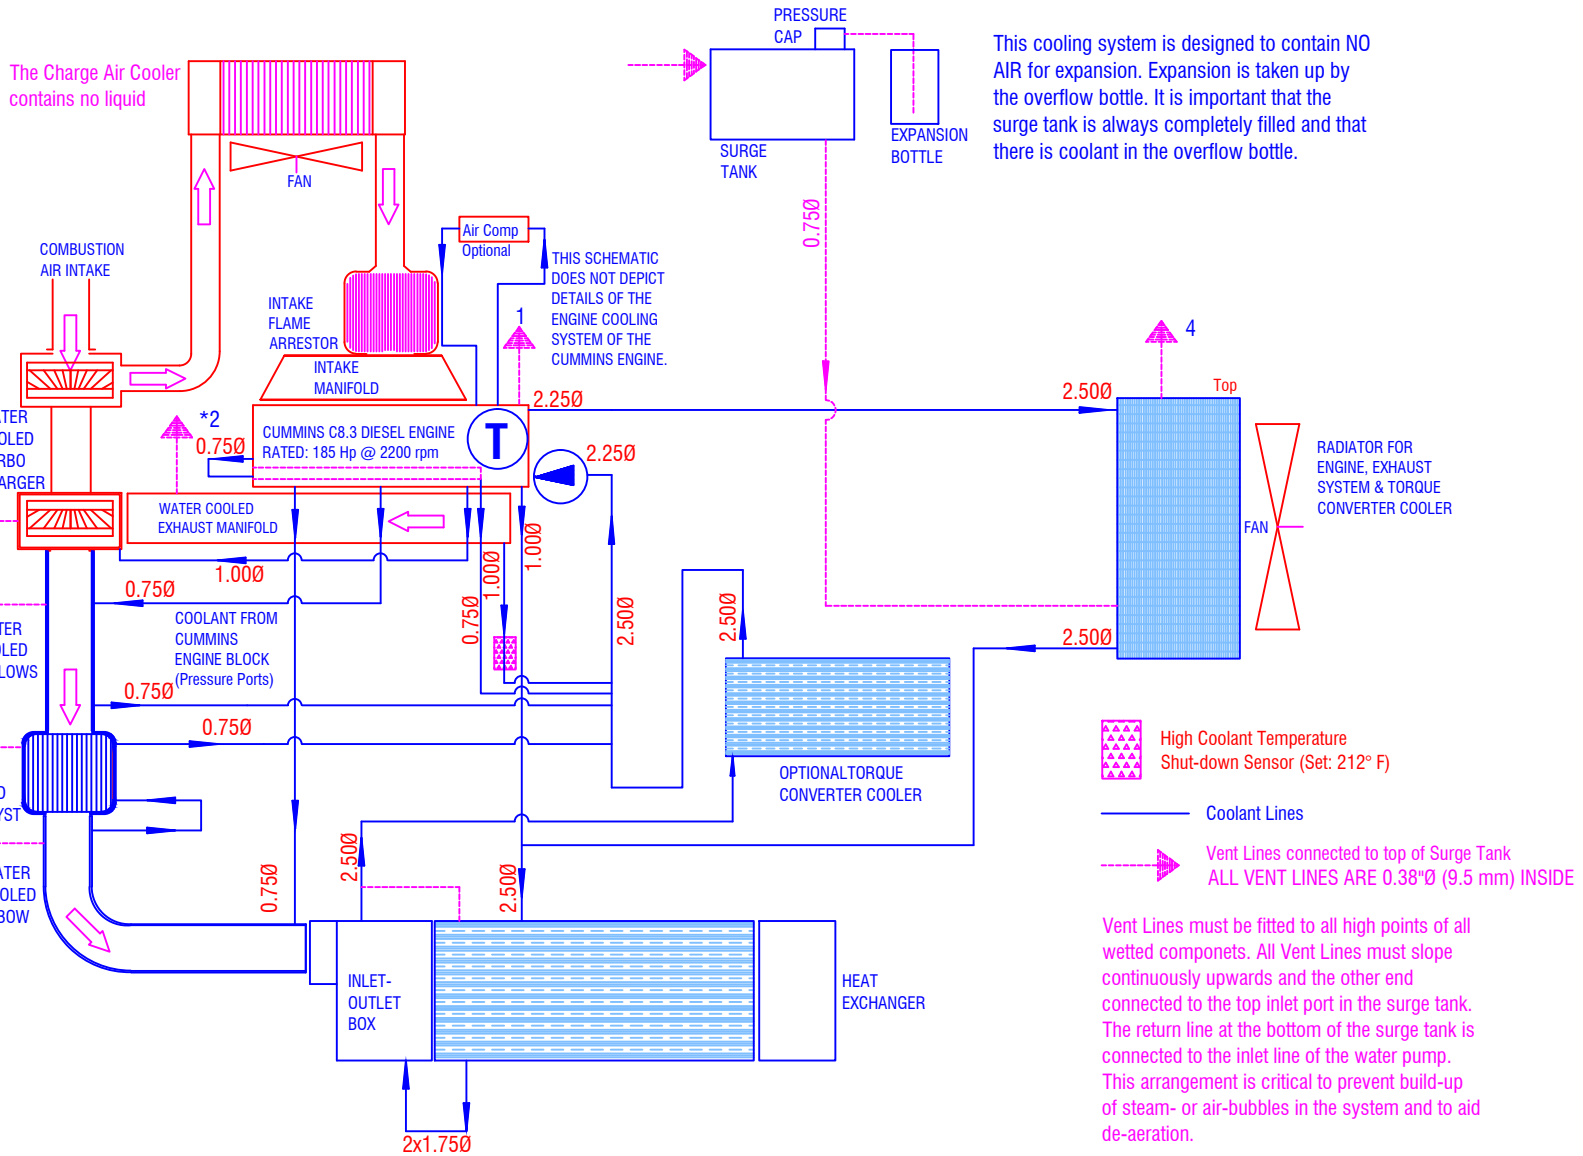 The Charge Air Cooler
contains no liquid
FAN
PRESSURE
CAP
SURGE
TANK
EXPANSION
BOTTLE
This cooling system is designed to contain NO
AIR for expansion. Expansion is taken up by
the overflow bottle. It is important that the
surge tank is always completely filled and that
there is coolant in the overflow bottle.
COMBUSTION
AIR INTAKE
Air Comp
Optional
THIS SCHEMATIC
DOES NOT DEPICT
DETAILS OF THE
ENGINE COOLING
SYSTEM OF THE
CUMMINS ENGINE.
0.75Ø
INTAKE
FLAME
ARRESTOR
INTAKE
MANIFOLD
1
4
Top
2.50Ø
2.25Ø
*2
0.75Ø
CUMMINS C8.3 DIESEL ENGINE
RATED: 185 Hp @ 2200 rpm
T
2.25Ø
ATER
OLED
RBO
ARGER
WATER COOLED
EXHAUST MANIFOLD
RADIATOR FOR
ENGINE, EXHAUST
SYSTEM & TORQUE
CONVERTER COOLER
FAN
1.00Ø
1.00Ø
1.00Ø
0.75Ø
0.75Ø
2.50Ø
2.50Ø
2.50Ø
COOLANT FROM
CUMMINS
ENGINE BLOCK
(Pressure Ports)
TER
OLED
LOWS
0.75Ø
0.75Ø
OPTIONALTORQUE
CONVERTER COOLER
High Coolant Temperature
Shut-down Sensor (Set: 212° F)
Coolant Lines
Vent Lines connected to top of Surge Tank
ALL VENT LINES ARE 0.38"Ø (9.5 mm) INSIDE
D
YST
ATER
OLED
BOW
0.75Ø
2.50Ø
2.50Ø
INLET-
OUTLET
BOX
HEAT
EXCHANGER
2x1.75Ø
Vent Lines must be fitted to all high points of all
wetted componets. All Vent Lines must slope
continuously upwards and the other end
connected to the top inlet port in the surge tank.
The return line at the bottom of the surge tank is
connected to the inlet line of the water pump.
This arrangement is critical to prevent build-up
of steam- or air-bubbles in the system and to aid
de-aeration.